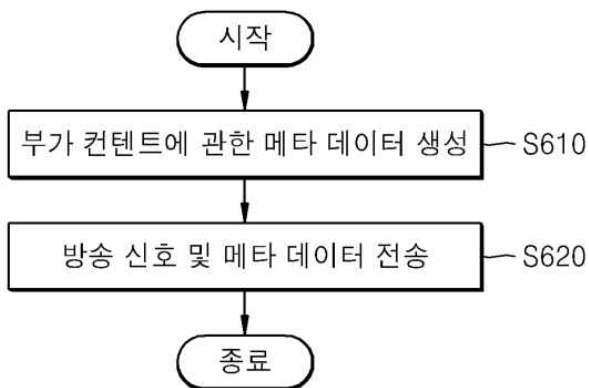 시작
부가 컨텐트에 관한 메타 데이터 생성 S610
방송 신호 및 메타 데이터 전송 S620
종료